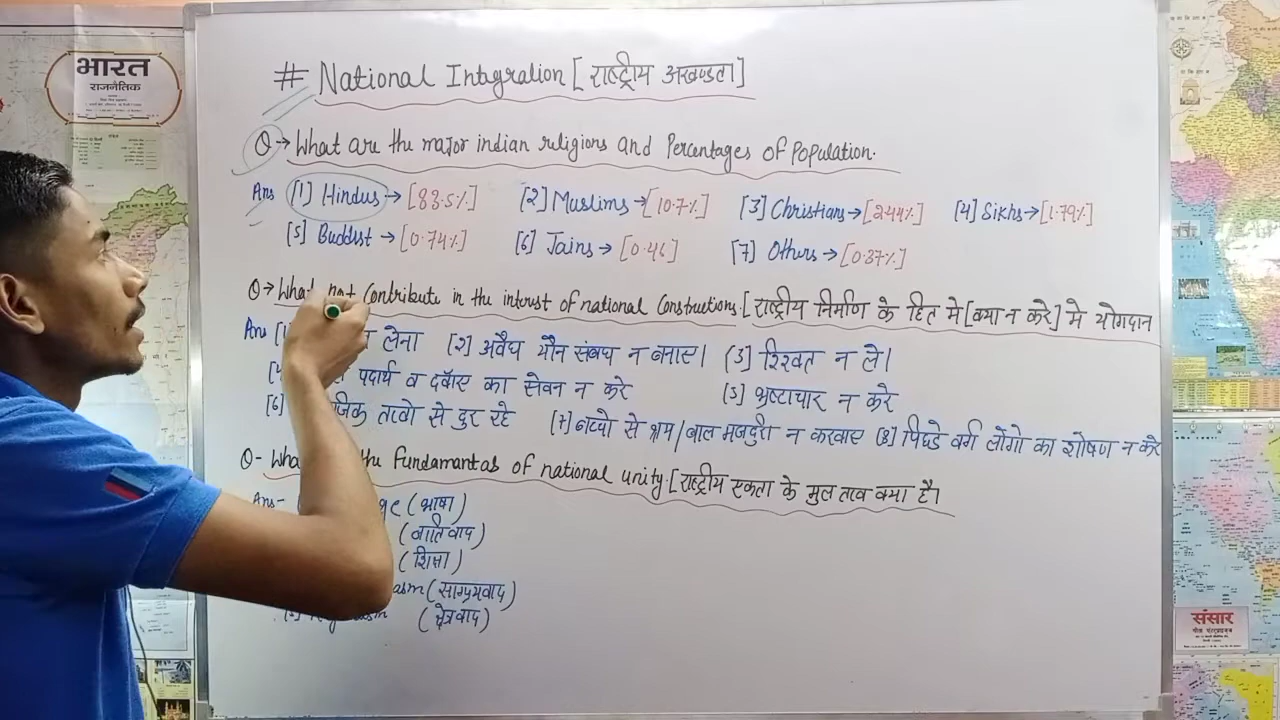 भारत
राजनैतिक
# National Integration [राष्ट्रीय अखण्डता]
Q→ What are the major indian religions and Percentages of Population.
Ans [1] Hindus→ [83.5%] [2] Muslims→[10.7%] [3] Christians→[2.44%] [4] Sikhs→[1.79%]
[5] Buddist → [0.74%] [6] Jains → [0.46] [7] Others → [0.37%]
Q→ What not Contribute in the interest of national Constructions. [राष्ट्रीय निर्माण के हित मे [क्या न करे] मे योगदान
Ans लेना [2] अवैध यौन संबध न बनाए। [3] रिश्वत न ले।
पदार्थ व दवॉए का सेवन न करे [5] भ्रष्टाचार न करे
[6] तत्वो से दुर रहे [7] बच्चो से श्रम/बाल मजदुरी न करवाए [8] पिछडे वर्ग लोगो का शोषण न करे
Q- the Fundamantas of national unity. [राष्ट्रीय एकता के मुल तत्व क्या है।
Ans- (भाषा)
(जातिवाद)
(शिक्षा)
(साम्प्रदायवाद)
(क्षेत्रवाद)
संसार